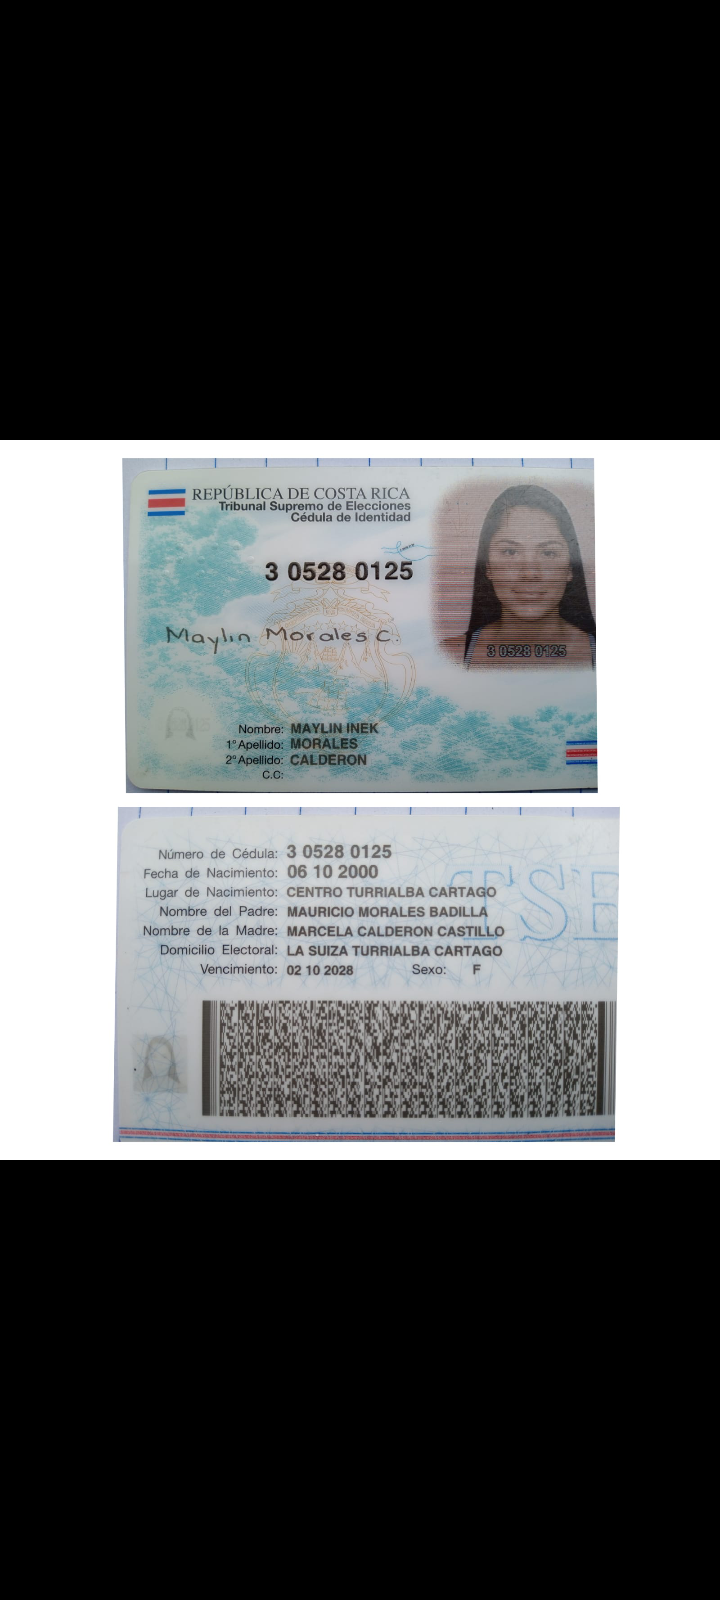 REPÚBLICA DE COSTA RICA
Tribunal Supremo de Elecciones
Cédula de Identidad
3 0528 0125
Maylin Morales C.
3 0528 0125
Nombre: MAYLIN INEK
1° Apellido: MORALES
2° Apellido: CALDERON
C.C:
Número de Cédula: 3 0528 0125
Fecha de Nacimiento: 06 10 2000
Lugar de Nacimiento: CENTRO TURRIALBA CARTAGO
Nombre del Padre: MAURICIO MORALES BADILLA
Nombre de la Madre: MARCELA CALDERON CASTILLO
Domicilio Electoral: LA SUIZA TURRIALBA CARTAGO
Vencimiento: 02 10 2028 Sexo: F
TSE